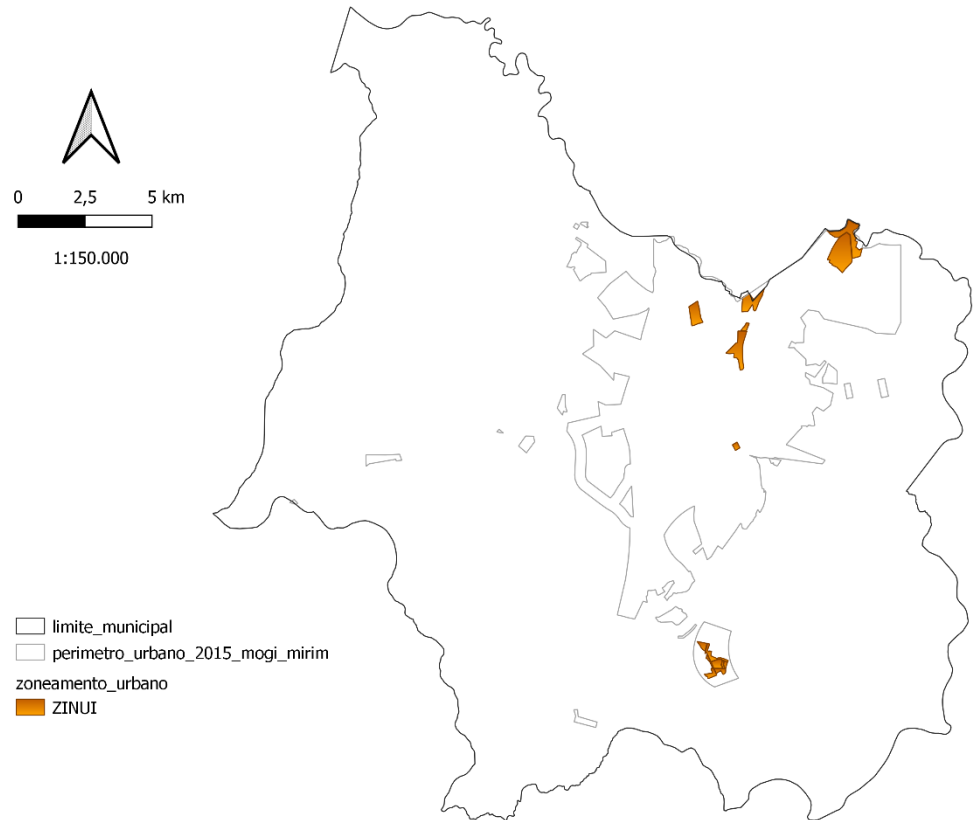 0 2,5 5 km
1:150.000
limite_municipal
perimetro_urbano_2015_mogi_mirim
zoneamento_urbano
ZINUI